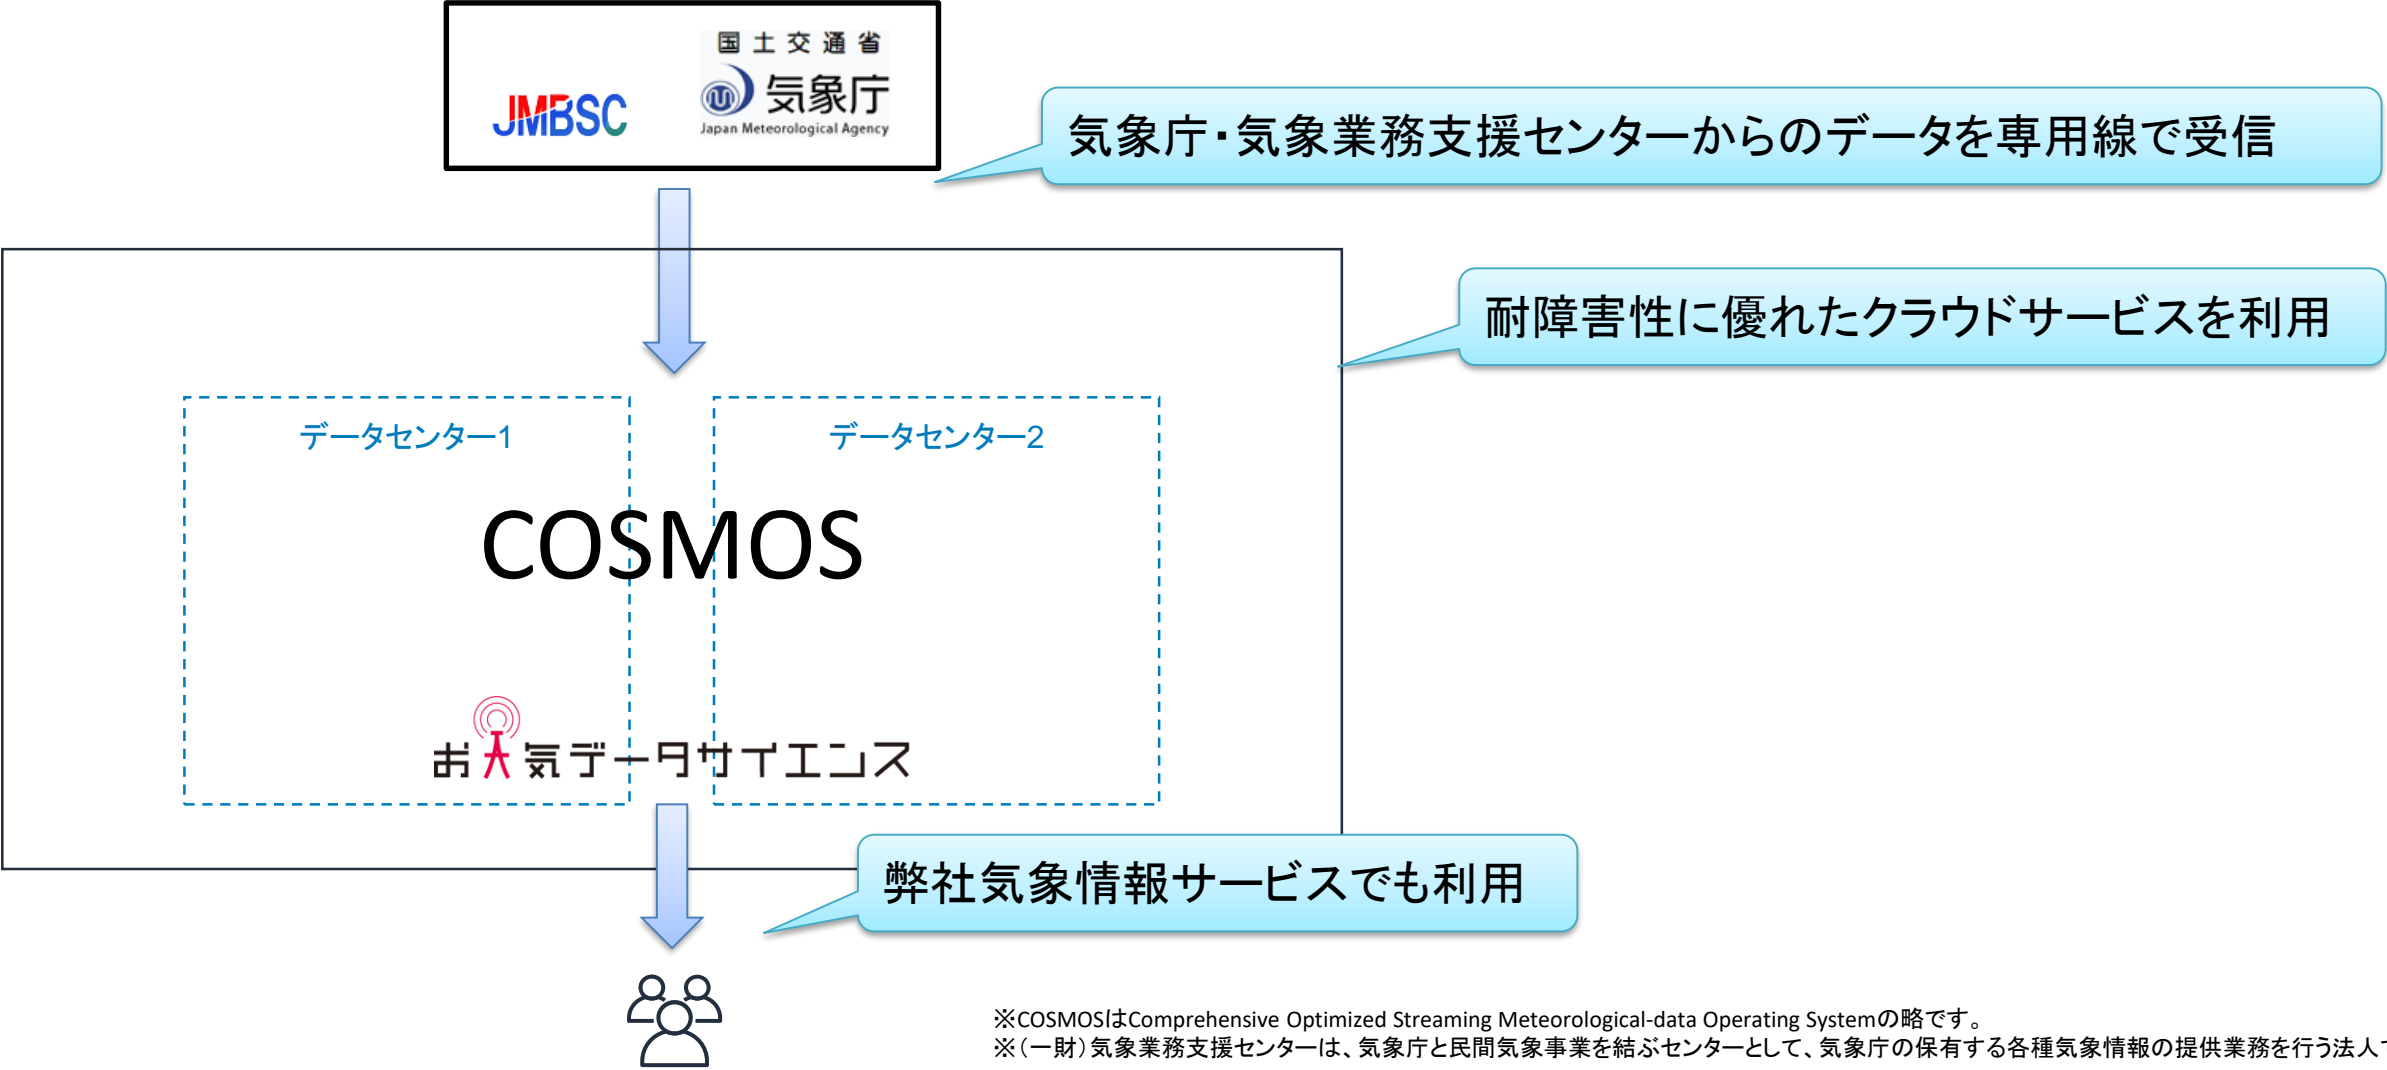 国土交通省
JMBSC
気象庁
Japan Meteorological Agency
気象庁・気象業務支援センターからのデータを専用線で受信
耐障害性に優れたクラウドサービスを利用
データセンター1
データセンター2
COSMOS
お天気データサイエンス
弊社気象情報サービスでも利用
※COSMOSはComprehensive Optimized Streaming Meteorological-data Operating Systemの略です。
※(一財)気象業務支援センターは、気象庁と民間気象事業を結ぶセンターとして、気象庁の保有する各種気象情報の提供業務を行う法人で